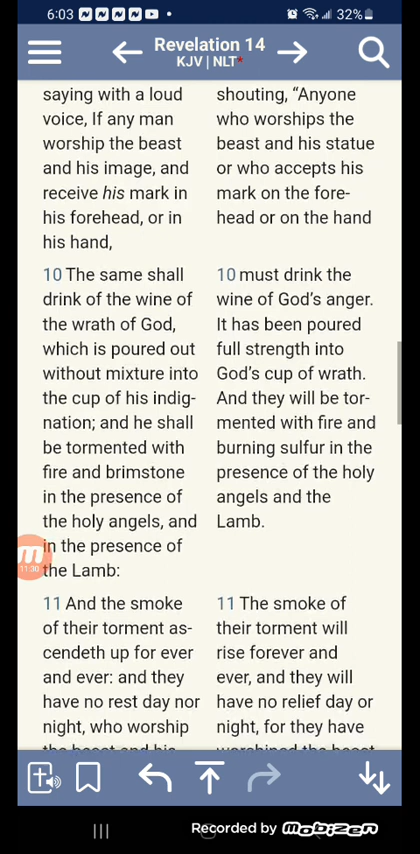 6:03
32%
Revelation 14
KJV | NLT*
saying with a loud
voice, If any man
worship the beast
and his image, and
receive his mark in
his forehead, or in
his hand,
10 The same shall
drink of the wine of
the wrath of God,
which is poured out
without mixture into
the cup of his indig-
nation; and he shall
be tormented with
fire and brimstone
in the presence of
the holy angels, and
in the presence of
the Lamb:
11 And the smoke
of their torment as-
cendeth up for ever
and ever: and they
have no rest day nor
night, who worship
the beast and his
shouting, “Anyone
who worships the
beast and his statue
or who accepts his
mark on the fore-
head or on the hand
10 must drink the
wine of God’s anger.
It has been poured
full strength into
God’s cup of wrath.
And they will be tor-
mented with fire and
burning sulfur in the
presence of the holy
angels and the
Lamb.
11 The smoke of
their torment will
rise forever and
ever, and they will
have no relief day or
night, for they have
worshiped the beast
11:30
Recorded by Mobizen